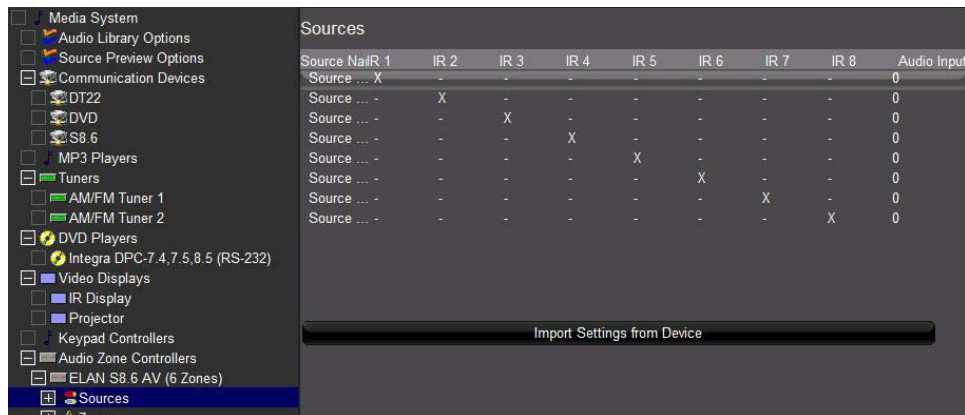 Media System
Audio Library Options
Source Preview Options
Communication Devices
DT22
DVD
S8.6
MP3 Players
Tuners
AM/FM Tuner 1
AM/FM Tuner 2
DVD Players
Integra DPC-7.4,7.5,8.5 (RS-232)
Video Displays
IR Display
Projector
Keypad Controllers
Audio Zone Controllers
ELAN S8.6 AV (6 Zones)
Sources
Sources
Source Nai IR 1 IR 2 IR 3 IR 4 IR 5 IR 6 IR 7 IR 8 Audio Input
Source ... X - - - - - - - 0
Source ... - X - - - - - - 0
Source ... - - X - - - - - 0
Source ... - - - X - - - - 0
Source ... - - - - X - - - 0
Source ... - - - - - X - - 0
Source ... - - - - - - X - 0
Source ... - - - - - - - X 0
Import Settings from Device